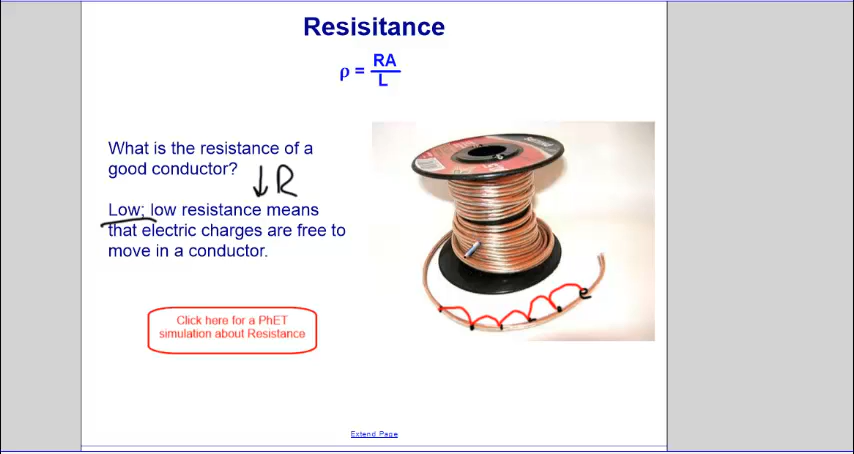 Resisitance
ρ = RA
L
What is the resistance of a
good conductor?
↓R
Low; low resistance means
that electric charges are free to
move in a conductor.
e
Click here for a PhET
simulation about Resistance
Extend Page